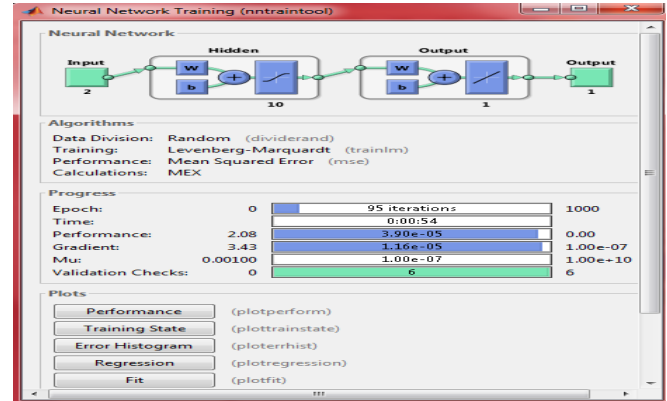 Neural Network Training (nntraintool)
Neural Network
Hidden Output
Input W b + W b + Output
2 10 1 1
Algorithms
Data Division: Random (dividerand)
Training: Levenberg-Marquardt (trainlm)
Performance: Mean Squared Error (mse)
Calculations: MEX
Progress
Epoch: 0 95 iterations 1000
Time: 0:00:54
Performance: 2.08 3.90e-05 0.00
Gradient: 3.43 1.16e-05 1.00e-07
Mu: 0.00100 1.00e-07 1.00e+10
Validation Checks: 0 6 6
Plots
Performance (plotperform)
Training State (plottrainstate)
Error Histogram (ploterrhist)
Regression (plotregression)
Fit (plotfit)